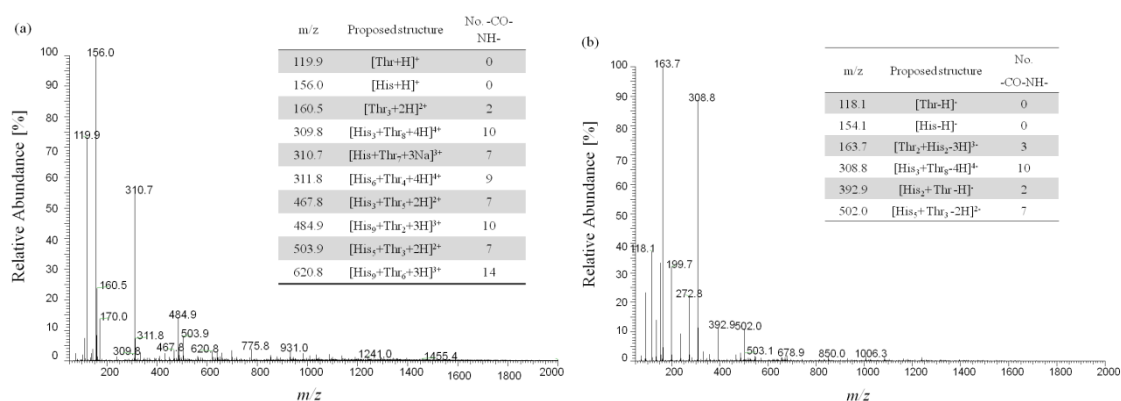 (a)
m/z Proposed structure No. -CO-NH-
119.9 [Thr+H]⁺ 0
156.0 [His+H]⁺ 0
160.5 [Thr₃+2H]²⁺ 2
309.8 [His₃+Thr₈+4H]⁴⁺ 10
310.7 [His+Thr₇+3Na]³⁺ 7
311.8 [His₆+Thr₄+4H]⁴⁺ 9
467.8 [His₃+Thr₅+2H]²⁺ 7
484.9 [His₉+Thr₂+3H]³⁺ 10
503.9 [His₅+Thr₃+2H]²⁺ 7
620.8 [His₉+Thr₆+3H]³⁺ 14
Relative Abundance [%]
100
90
80
70
60
50
40
30
20
10
0
156.0
119.9
310.7
160.5
170.0
309.8
311.8
467.8
484.9
503.9
620.8
775.8
931.0
1241.0
1455.4
200 400 600 800 1000 1200 1400 1600 1800 2000
m/z
(b)
m/z Proposed structure No. -CO-NH-
118.1 [Thr-H]⁻ 0
154.1 [His-H]⁻ 0
163.7 [Thr₂+His₂-3H]³⁻ 3
308.8 [His₃+Thr₈-4H]⁴⁻ 10
392.9 [His₂+Thr-H]⁻ 2
502.0 [His₅+Thr₃-2H]²⁻ 7
Relative Abundance [%]
100
90
80
70
60
50
40
30
20
10
0
163.7
308.8
118.1
199.7
272.8
392.9
502.0
503.1
678.9
850.0
1006.3
200 400 600 800 1000 1200 1400 1600 1800 2000
m/z